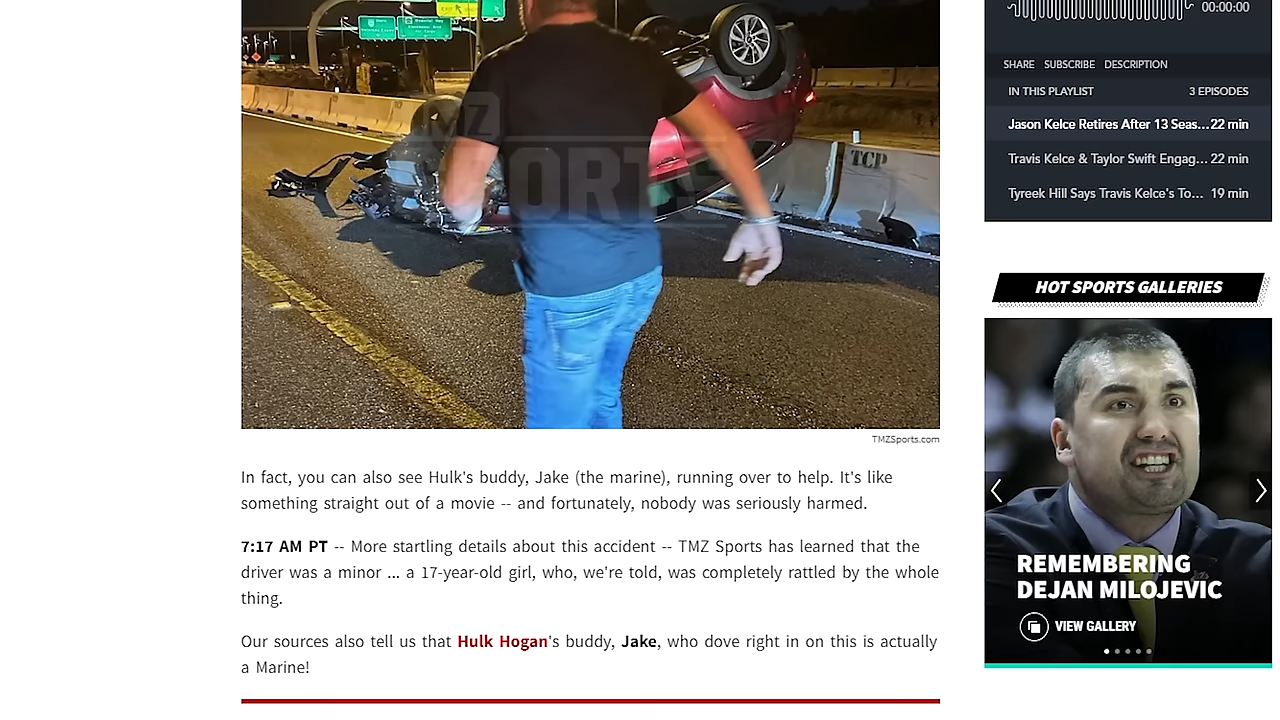 TMZ
SPORTS
TCP
TMZSports.com
In fact, you can also see Hulk's buddy, Jake (the marine), running over to help. It's like
something straight out of a movie -- and fortunately, nobody was seriously harmed.
7:17 AM PT -- More startling details about this accident -- TMZ Sports has learned that the
driver was a minor ... a 17-year-old girl, who, we're told, was completely rattled by the whole
thing.
Our sources also tell us that Hulk Hogan's buddy, Jake, who dove right in on this is actually
a Marine!
00:00:00
SHARE SUBSCRIBE DESCRIPTION
IN THIS PLAYLIST 3 EPISODES
Jason Kelce Retires After 13 Seas... 22 min
Travis Kelce & Taylor Swift Engag... 22 min
Tyreek Hill Says Travis Kelce's To... 19 min
HOT SPORTS GALLERIES
REMEMBERING
DEJAN MILOJEVIC
VIEW GALLERY